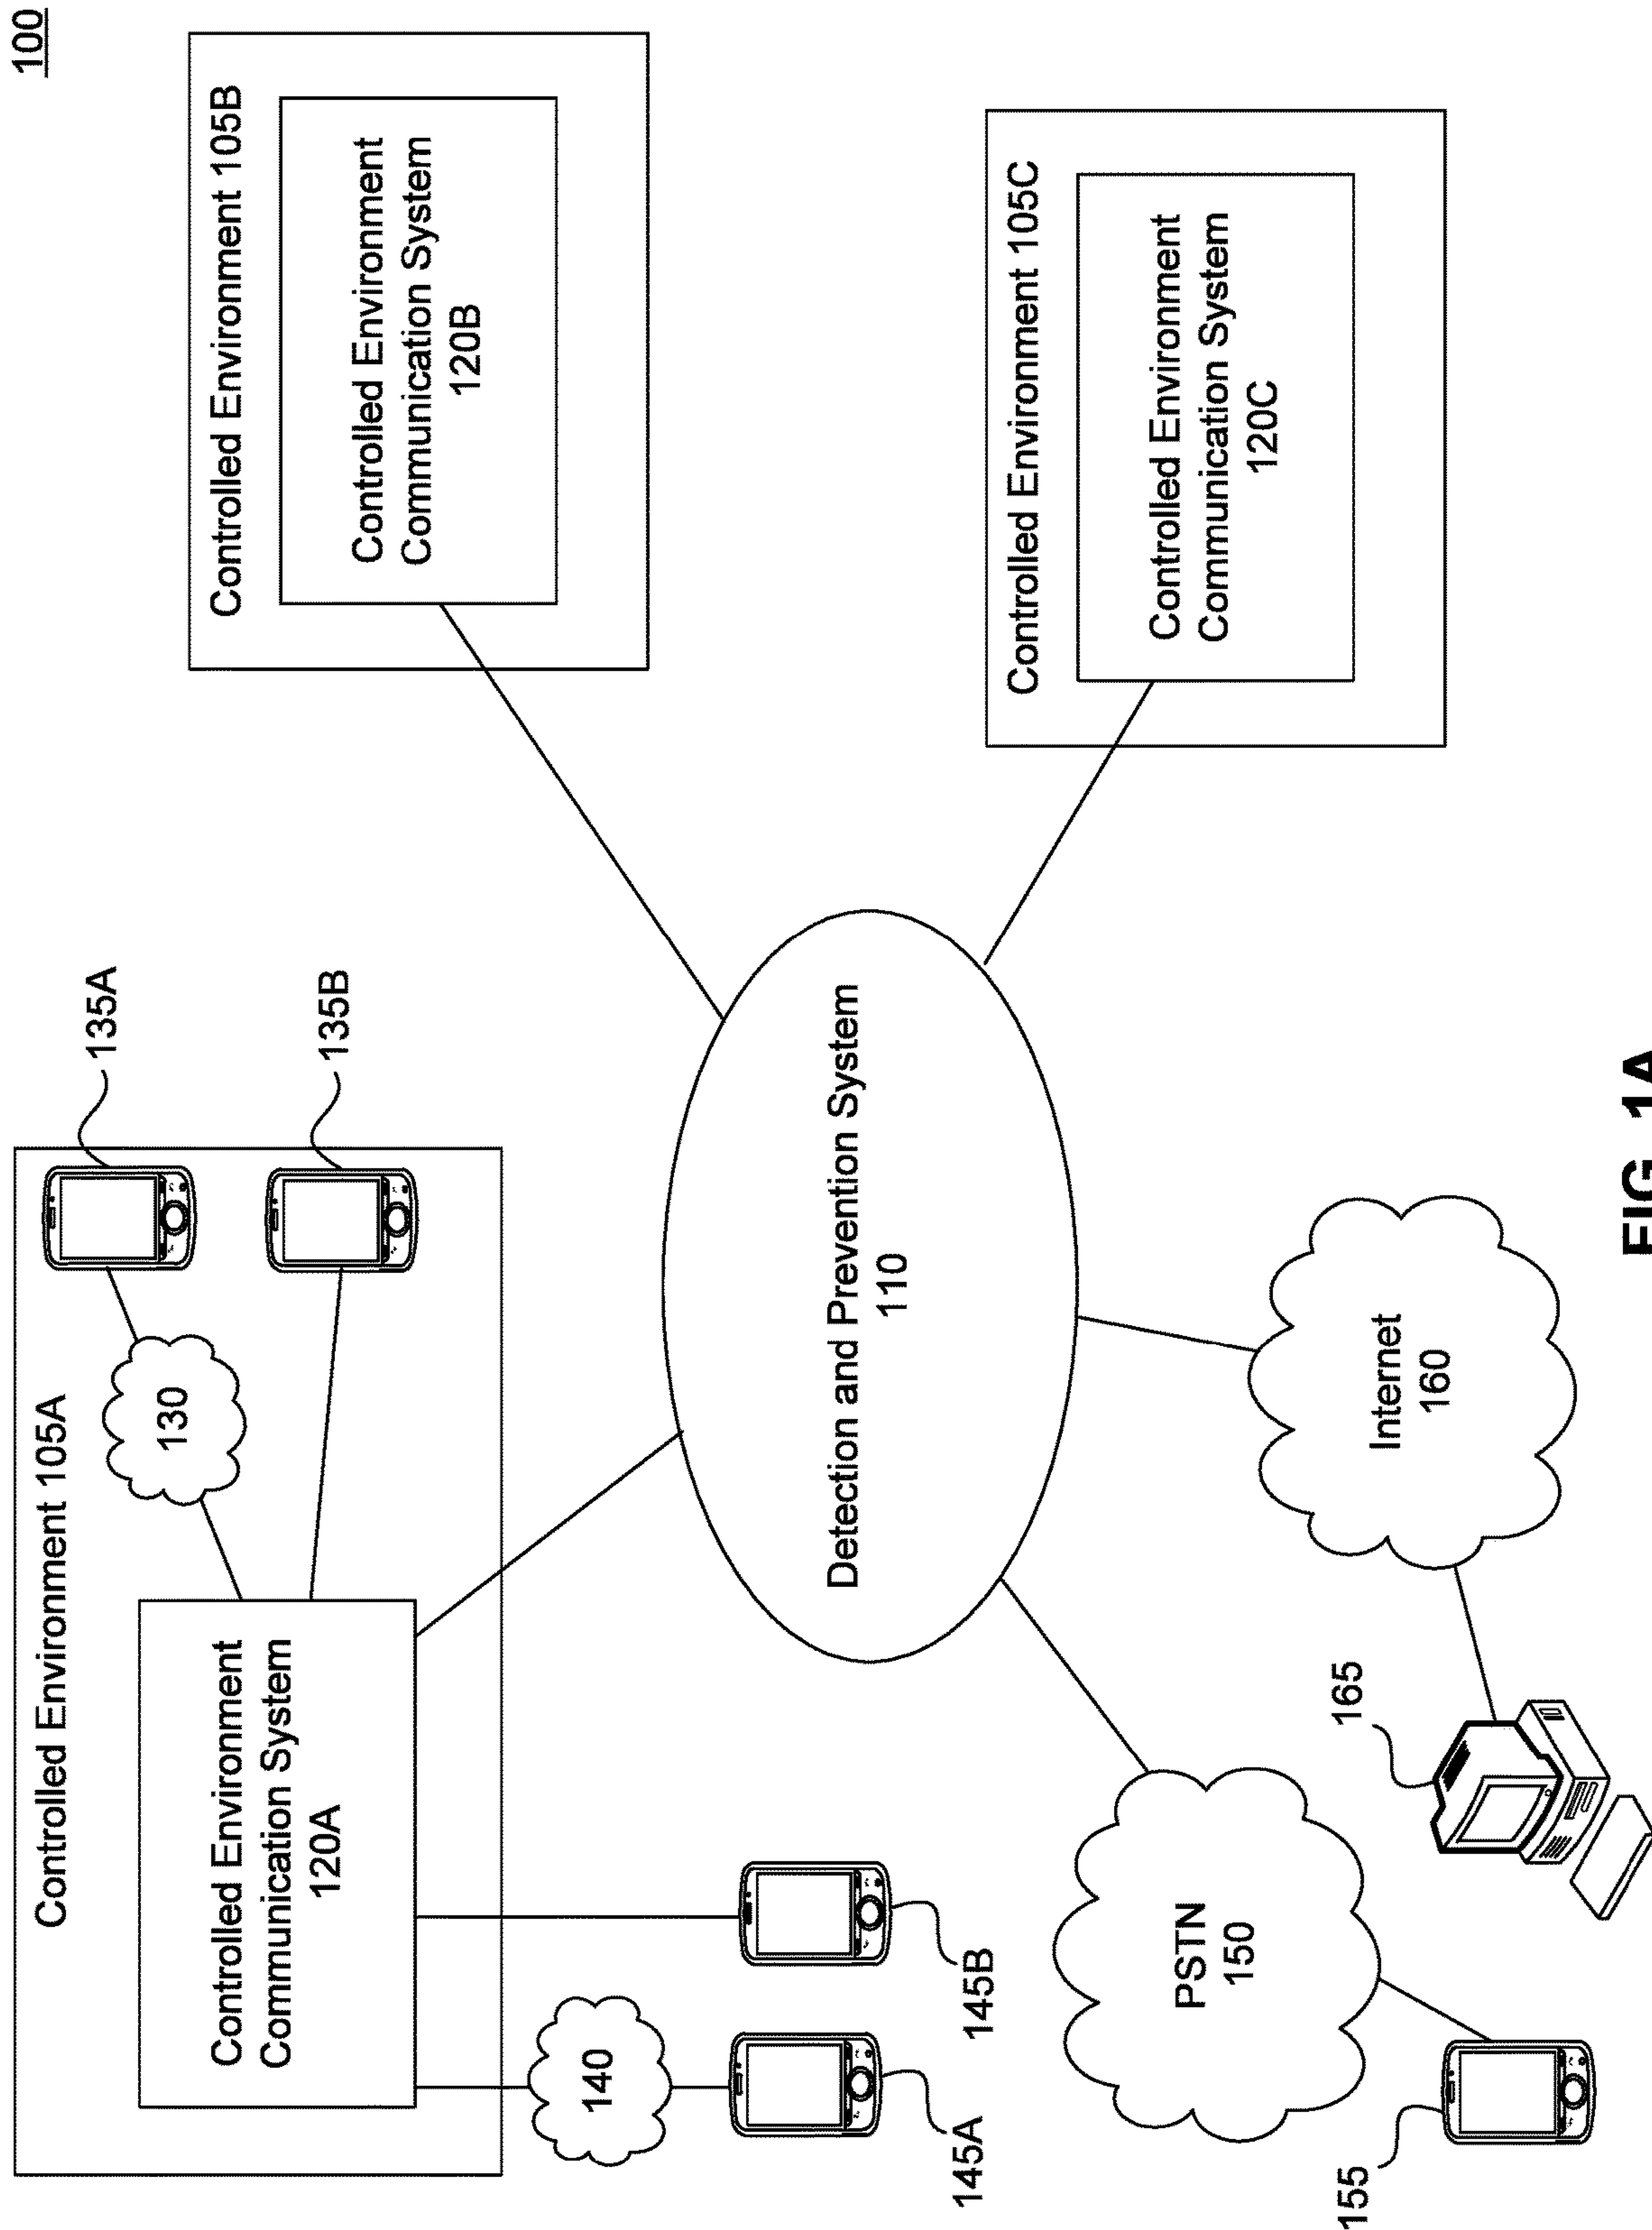 100
Controlled Environment 105A
Controlled Environment
Communication System
120A
130
135A
135B
140
145A
145B
Controlled Environment 105B
Controlled Environment
Communication System
120B
Detection and Prevention System
110
Controlled Environment 105C
Controlled Environment
Communication System
120C
PSTN
150
155
Internet
160
165
FIG. 1A